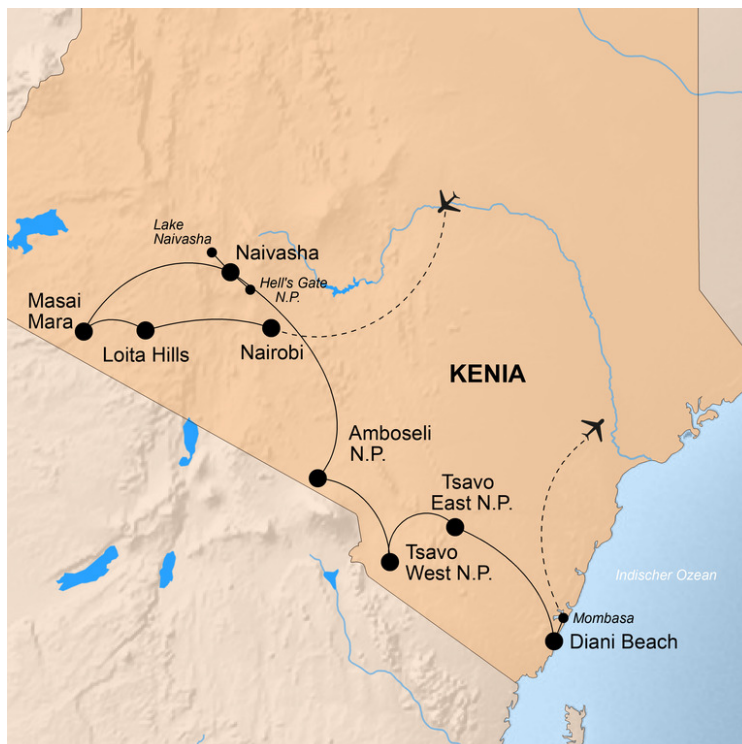 Lake
Naivasha
Naivasha
Hell's Gate
N.P.
Masai
Mara
Loita Hills
Nairobi
KENIA
Amboseli
N.P.
Tsavo
East N.P.
Tsavo
West N.P.
Indischer Ozean
Mombasa
Diani Beach